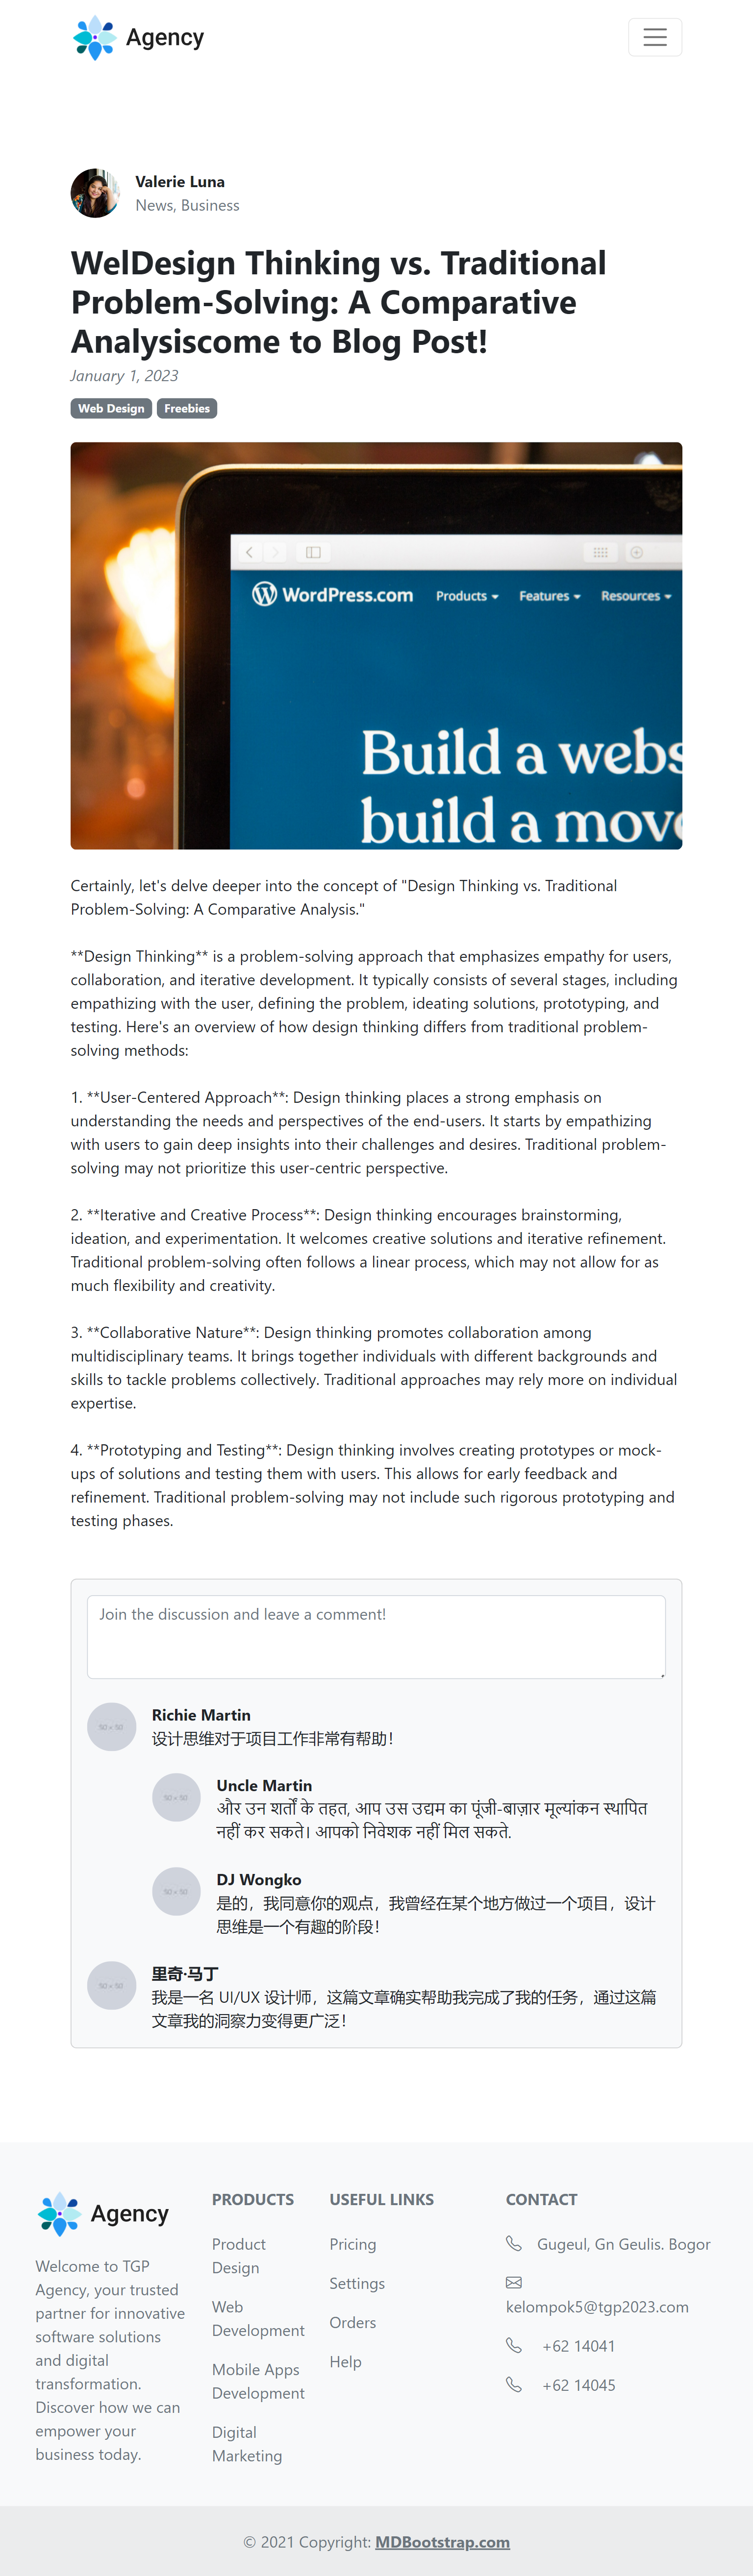 Agency
Valerie Luna
News, Business
WelDesign Thinking vs. Traditional
Problem-Solving: A Comparative
Analysiscome to Blog Post!
January 1, 2023
Web Design Freebies
WordPress.com Products Features Resources
Build a webs
build a mov
Certainly, let's delve deeper into the concept of "Design Thinking vs. Traditional
Problem-Solving: A Comparative Analysis."
**Design Thinking** is a problem-solving approach that emphasizes empathy for users,
collaboration, and iterative development. It typically consists of several stages, including
empathizing with the user, defining the problem, ideating solutions, prototyping, and
testing. Here's an overview of how design thinking differs from traditional problem-
solving methods:
1. **User-Centered Approach**: Design thinking places a strong emphasis on
understanding the needs and perspectives of the end-users. It starts by empathizing
with users to gain deep insights into their challenges and desires. Traditional problem-
solving may not prioritize this user-centric perspective.
2. **Iterative and Creative Process**: Design thinking encourages brainstorming,
ideation, and experimentation. It welcomes creative solutions and iterative refinement.
Traditional problem-solving often follows a linear process, which may not allow for as
much flexibility and creativity.
3. **Collaborative Nature**: Design thinking promotes collaboration among
multidisciplinary teams. It brings together individuals with different backgrounds and
skills to tackle problems collectively. Traditional approaches may rely more on individual
expertise.
4. **Prototyping and Testing**: Design thinking involves creating prototypes or mock-
ups of solutions and testing them with users. This allows for early feedback and
refinement. Traditional problem-solving may not include such rigorous prototyping and
testing phases.
Join the discussion and leave a comment!
50 × 50
Richie Martin
设计思维对于项目工作非常有帮助！
50 × 50
Uncle Martin
और उन शर्तों के तहत, आप उस उद्यम का पूंजी-बाज़ार मूल्यांकन स्थापित
नहीं कर सकते। आपको निवेशक नहीं मिल सकते.
50 × 50
DJ Wongko
是的，我同意你的观点，我曾经在某个地方做过一个项目，设计
思维是一个有趣的阶段！
50 × 50
里奇·马丁
我是一名 UI/UX 设计师，这篇文章确实帮助我完成了我的任务，通过这篇
文章我的洞察力变得更广泛！
Agency
Welcome to TGP
Agency, your trusted
partner for innovative
software solutions
and digital
transformation.
Discover how we can
empower your
business today.
PRODUCTS
Product
Design
Web
Development
Mobile Apps
Development
Digital
Marketing
USEFUL LINKS
Pricing
Settings
Orders
Help
CONTACT
Gugeul, Gn Geulis. Bogor
kelompok5@tgp2023.com
+62 14041
+62 14045
© 2021 Copyright: MDBootstrap.com